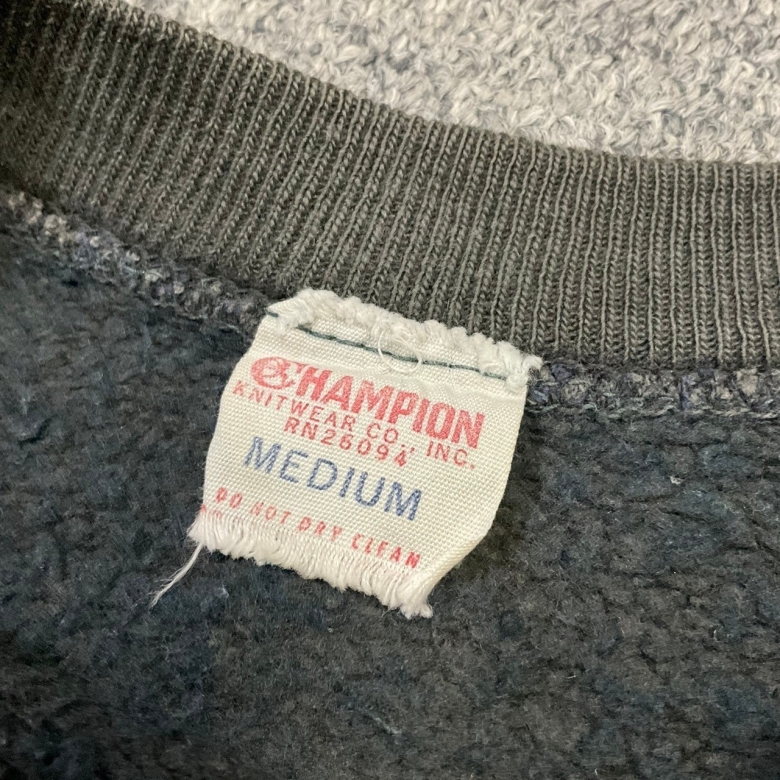 CHAMPION
KNITWEAR CO., INC.
RN26094
MEDIUM
DO NOT DRY CLEAN